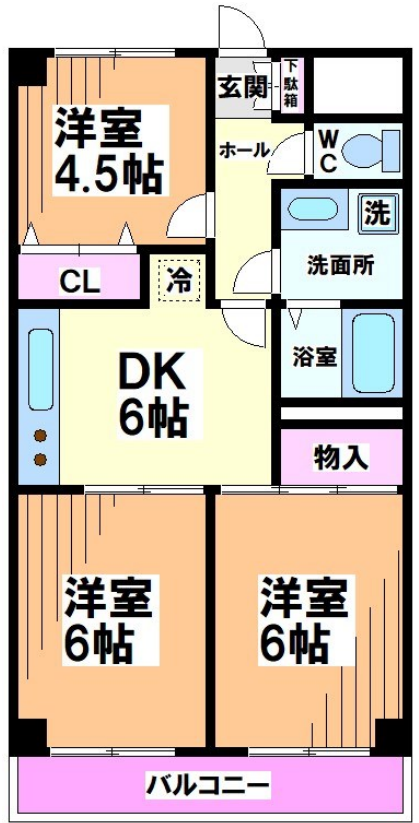 下駄箱
玄関
洋室
4.5帖
ホール
WC
洗
洗面所
CL
冷
DK
6帖
浴室
物入
洋室
6帖
洋室
6帖
バルコニー